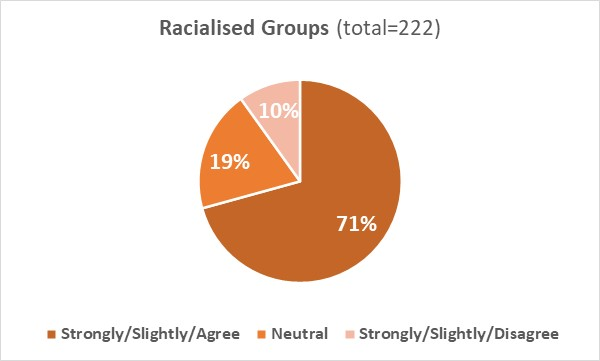 Racialised Groups (total=222)
10%
19%
71%
Strongly/Slightly/Agree Neutral Strongly/Slightly/Disagree